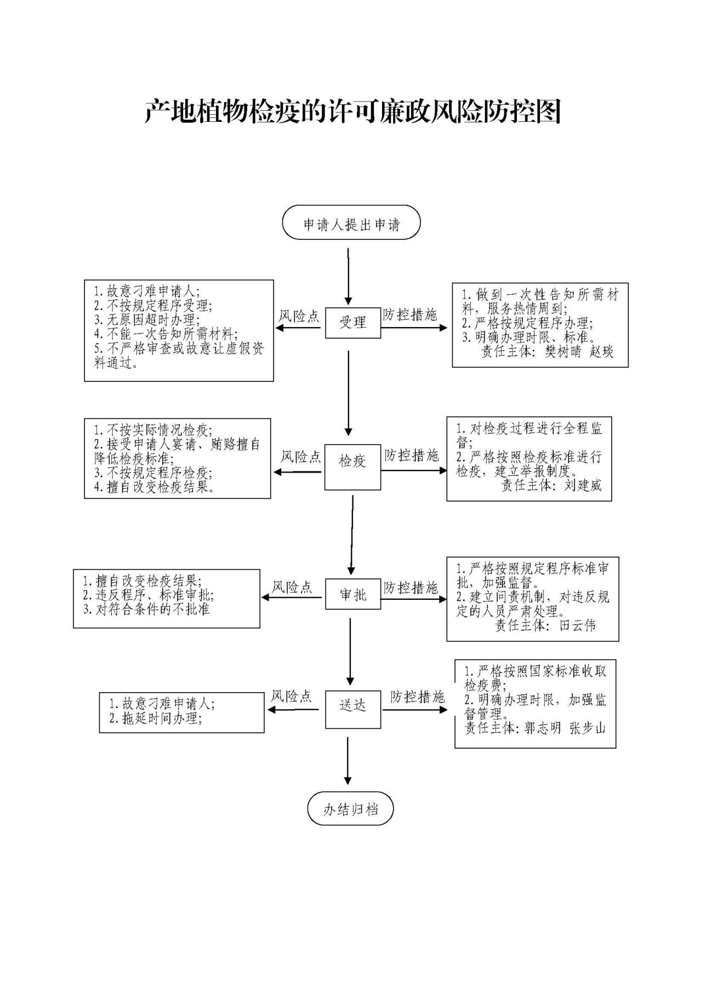 产地植物检疫的许可廉政风险防控图
申请人提出申请
1. 故意刁难申请人;
2. 不按规定程序受理;
3. 无原因超时办理;
4. 不能一次告知所需材料;
5. 不严格审查或故意让虚假资
料通过。
风险点
受理
防控措施
1. 做到一次性告知所需材
料，服务热情周到;
2. 严格按规定程序办理;
3. 明确办理时限、标准。
责任主体: 樊树晴 赵琰
1. 不按实际情况检疫;
2. 接受申请人宴请、贿赂擅自
降低检疫标准;
3. 不按规定程序检疫;
4. 擅自改变检疫结果。
风险点
检疫
防控措施
1. 对检疫过程进行全程监
督;
2. 严格按照检疫标准进行
检疫，建立举报制度。
责任主体: 刘建威
1. 擅自改变检疫结果;
2. 违反程序、标准审批;
3. 对符合条件的不批准
风险点
审批
防控措施
1. 严格按照规定程序标准审
批，加强监督。
2. 建立问责机制，对违反规
定的人员严肃处理。
责任主体: 田云伟
1. 故意刁难申请人;
2. 拖延时间办理;
风险点
送达
防控措施
1. 严格按照国家标准收取
检疫费;
2. 明确办理时限，加强监
督管理。
责任主体: 郭志明 张步山
办结归档